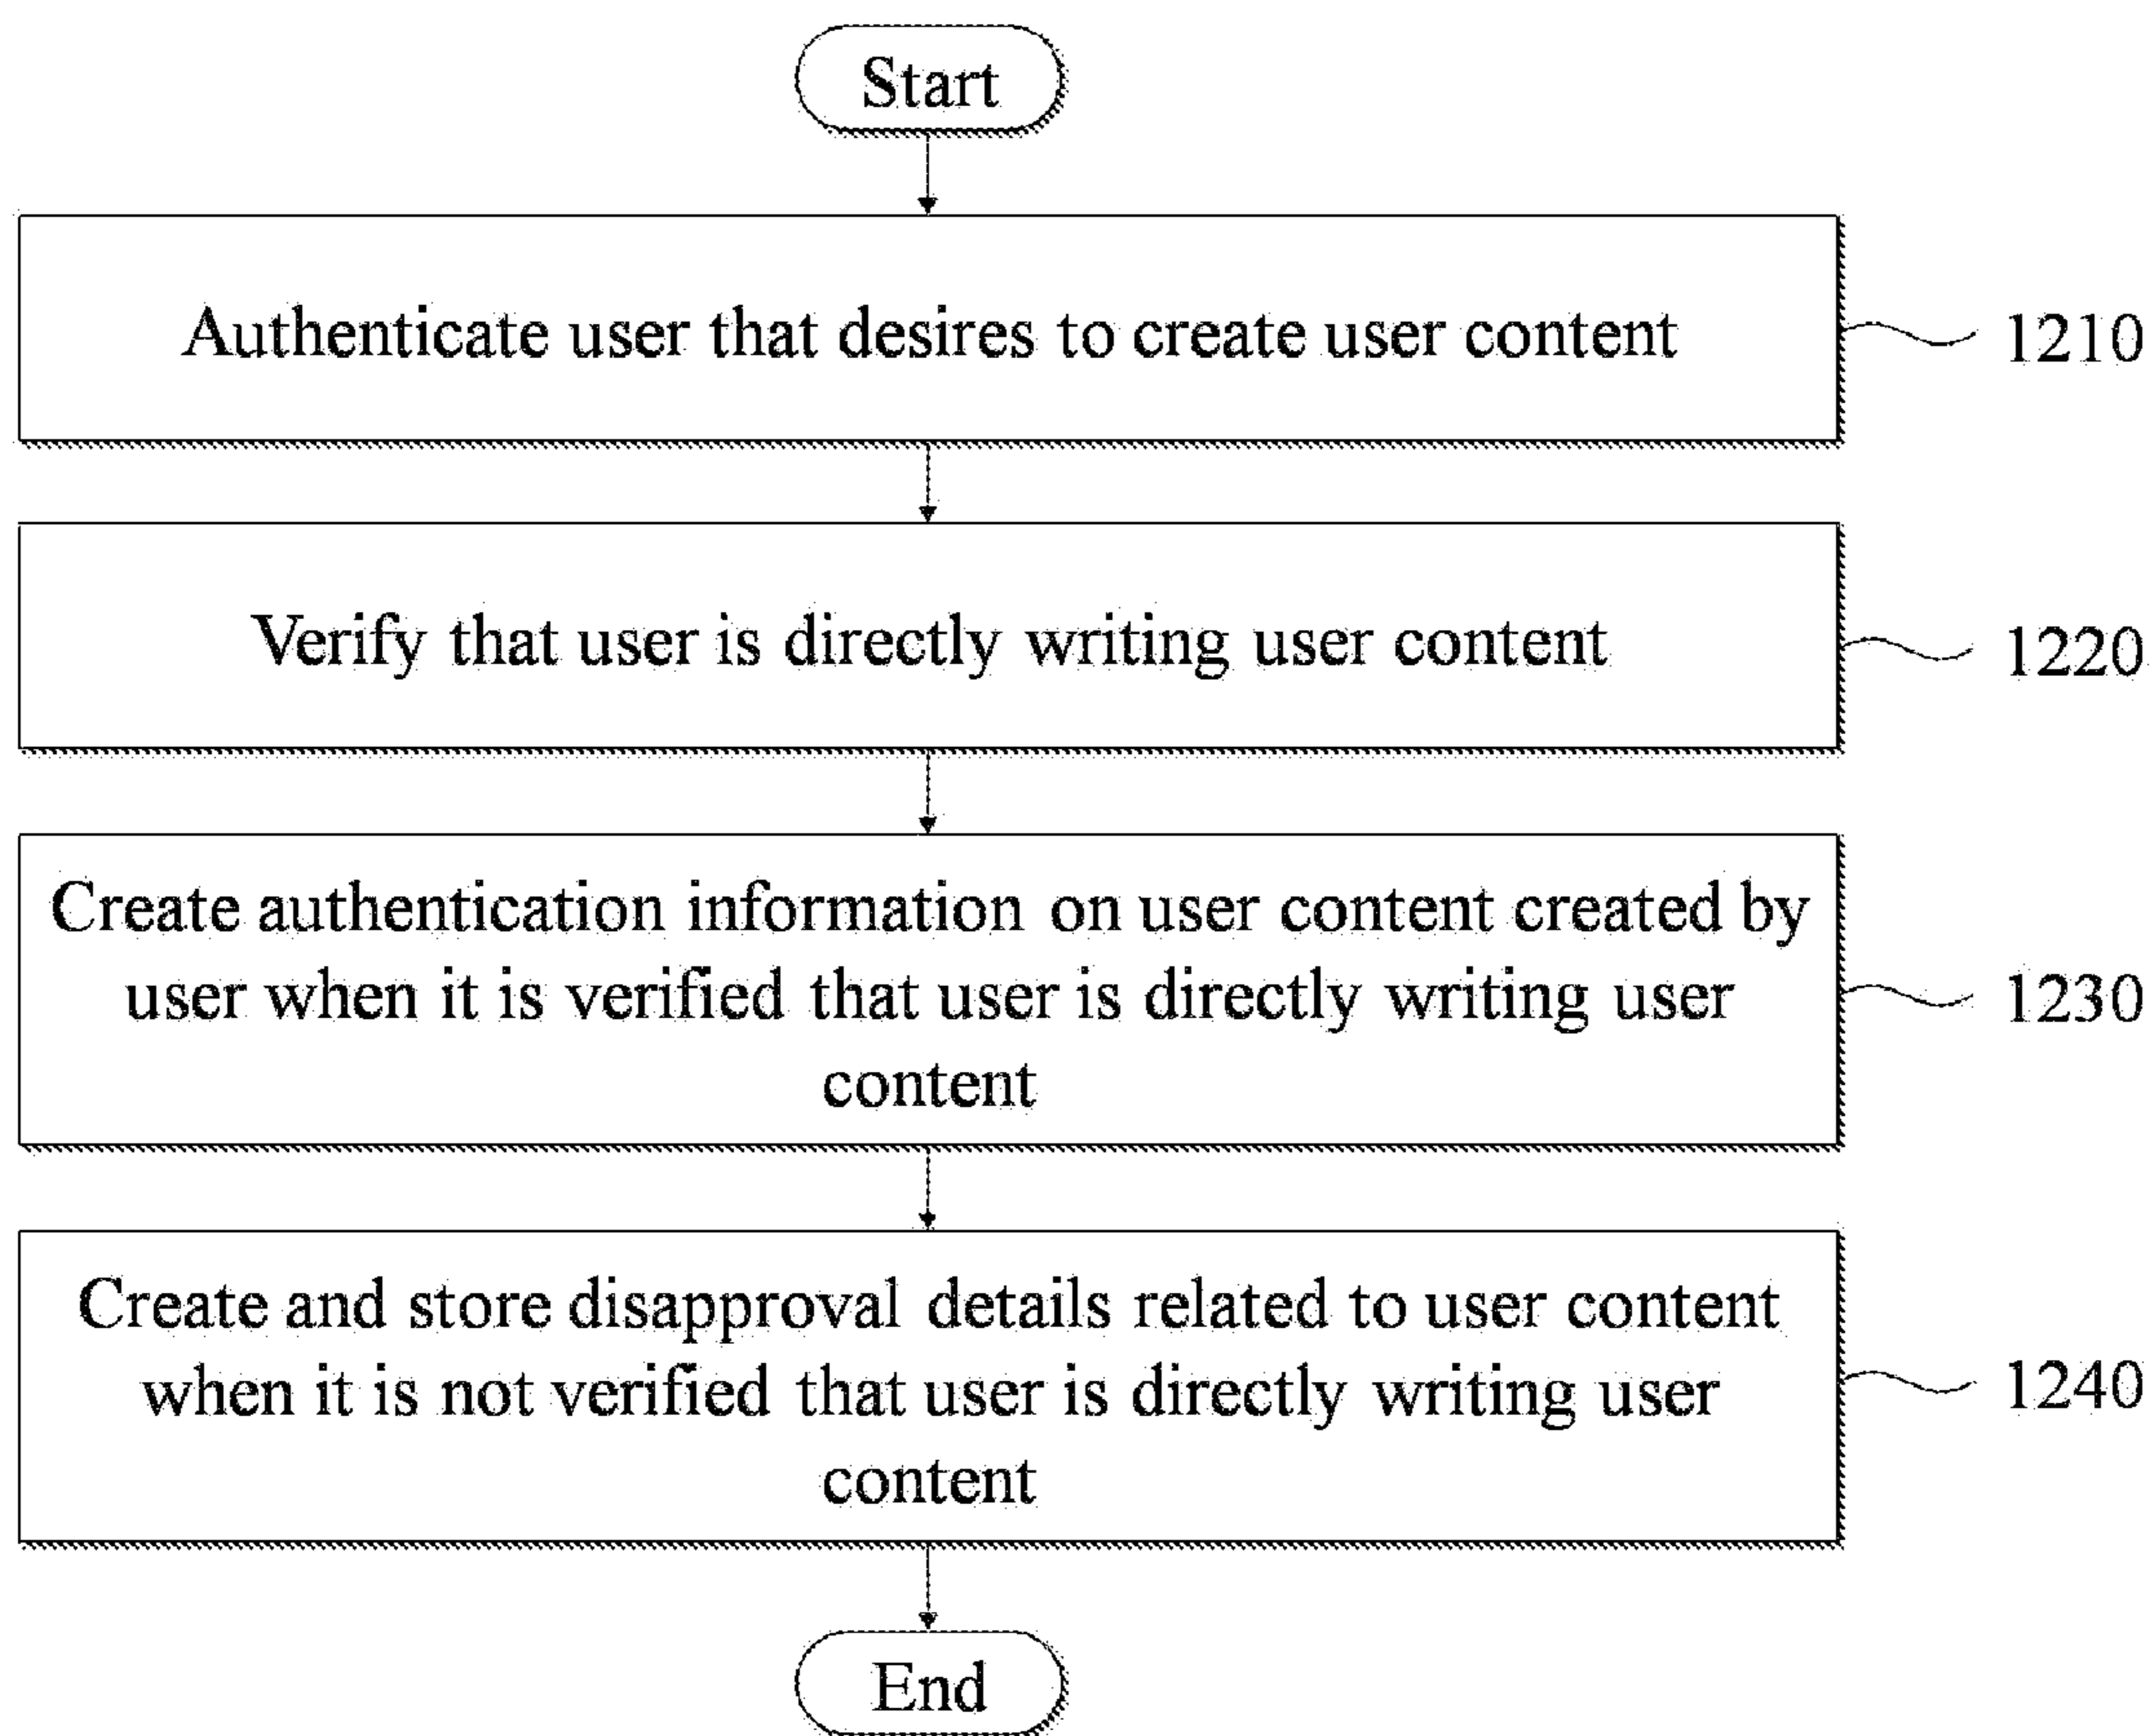 Start
Authenticate user that desires to create user content
1210
Verify that user is directly writing user content
1220
Create authentication information on user content created by
user when it is verified that user is directly writing user
content
1230
Create and store disapproval details related to user content
when it is not verified that user is directly writing user
content
1240
End